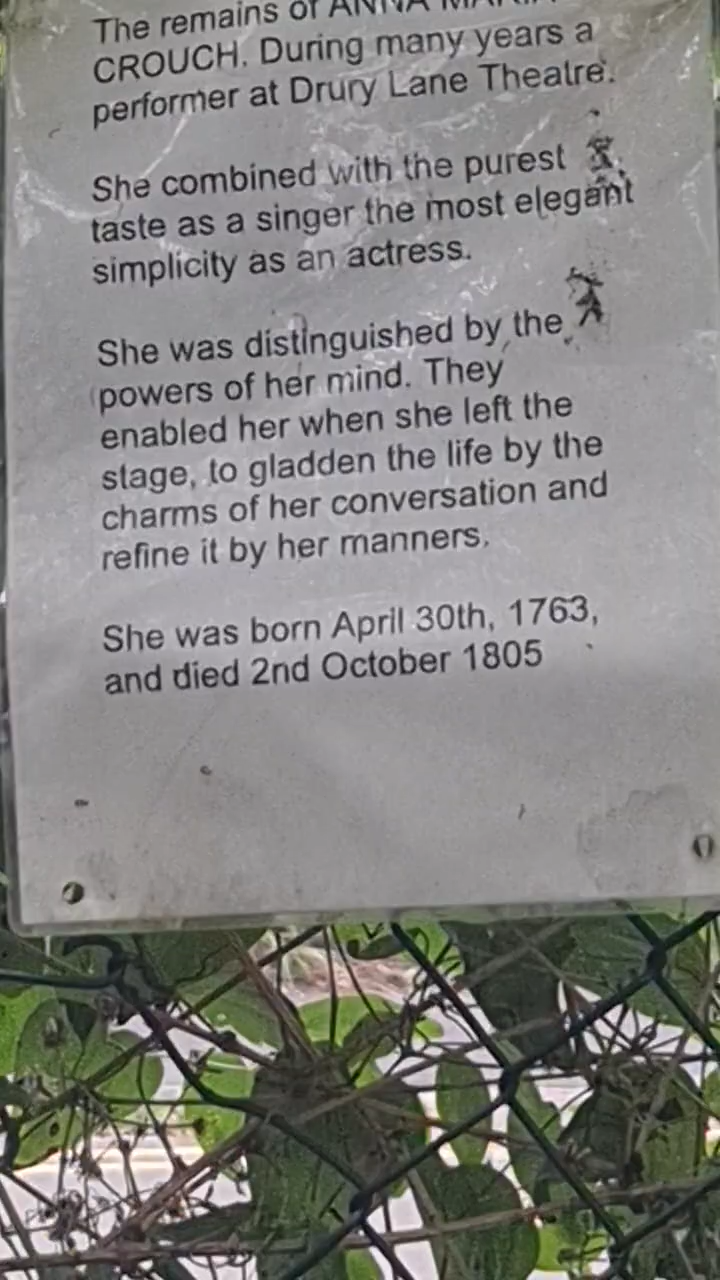 The remains of ANNA MARIA
CROUCH. During many years a
performer at Drury Lane Theatre.
She combined with the purest
taste as a singer the most elegant
simplicity as an actress.
She was distinguished by the
powers of her mind. They
enabled her when she left the
stage, to gladden the life by the
charms of her conversation and
refine it by her manners.
She was born April 30th, 1763,
and died 2nd October 1805